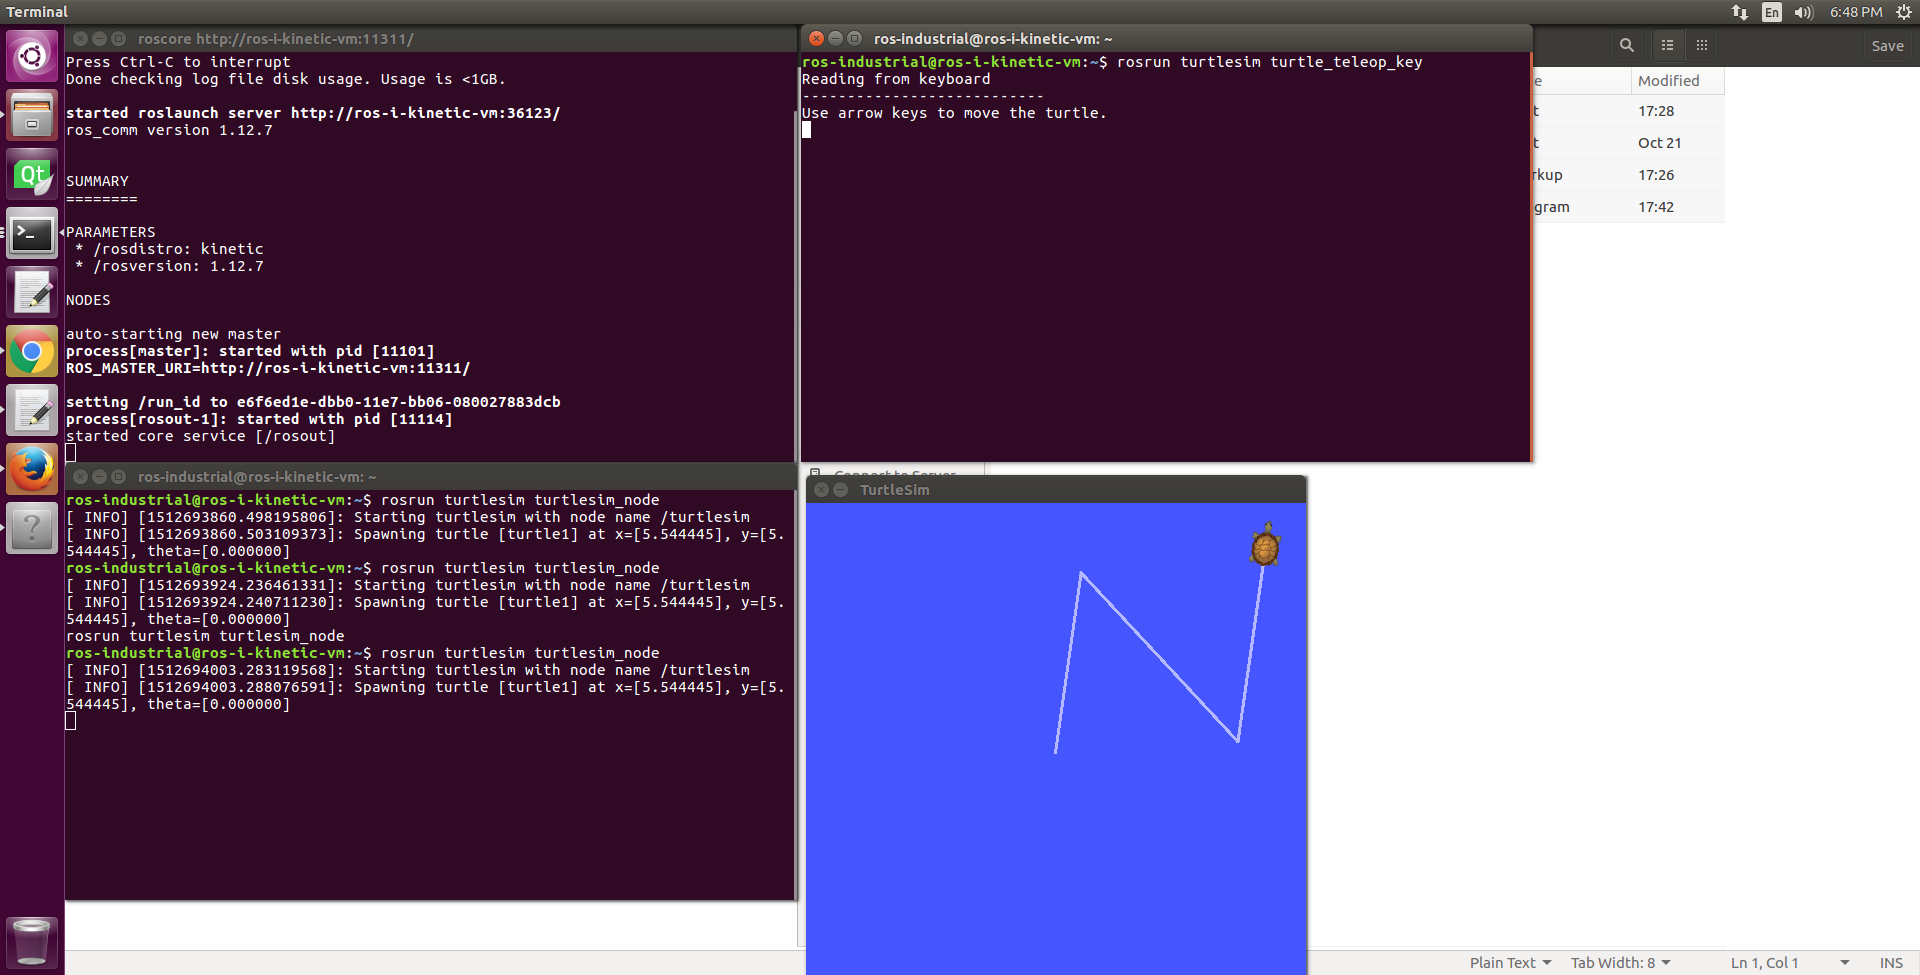 Terminal
En
6:48 PM
roscore http://ros-i-kinetic-vm:11311/
Press Ctrl-C to interrupt
Done checking log file disk usage. Usage is <1GB.
started roslaunch server http://ros-i-kinetic-vm:36123/
ros_comm version 1.12.7
SUMMARY
========
PARAMETERS
* /rosdistro: kinetic
* /rosversion: 1.12.7
NODES
auto-starting new master
process[master]: started with pid [11101]
ROS_MASTER_URI=http://ros-i-kinetic-vm:11311/
setting /run_id to e6f6ed1e-dbb0-11e7-bb06-080027883dcb
process[rosout-1]: started with pid [11114]
started core service [/rosout]
ros-industrial@ros-i-kinetic-vm: ~
ros-industrial@ros-i-kinetic-vm:~$ rosrun turtlesim turtle_teleop_key
Reading from keyboard
---------------------------
Use arrow keys to move the turtle.
Save
e Modified
t 17:28
t Oct 21
rkup 17:26
gram 17:42
Connect to Server
ros-industrial@ros-i-kinetic-vm: ~
ros-industrial@ros-i-kinetic-vm:~$ rosrun turtlesim turtlesim_node
[ INFO] [1512693860.498195806]: Starting turtlesim with node name /turtlesim
[ INFO] [1512693860.503109373]: Spawning turtle [turtle1] at x=[5.544445], y=[5.
544445], theta=[0.000000]
ros-industrial@ros-i-kinetic-vm:~$ rosrun turtlesim turtlesim_node
[ INFO] [1512693924.236461331]: Starting turtlesim with node name /turtlesim
[ INFO] [1512693924.240711230]: Spawning turtle [turtle1] at x=[5.544445], y=[5.
544445], theta=[0.000000]
rosrun turtlesim turtlesim_node
ros-industrial@ros-i-kinetic-vm:~$ rosrun turtlesim turtlesim_node
[ INFO] [1512694003.283119568]: Starting turtlesim with node name /turtlesim
[ INFO] [1512694003.288076591]: Spawning turtle [turtle1] at x=[5.544445], y=[5.
544445], theta=[0.000000]
TurtleSim
Qt
>_
?
Plain Text Tab Width: 8 Ln 1, Col 1 INS